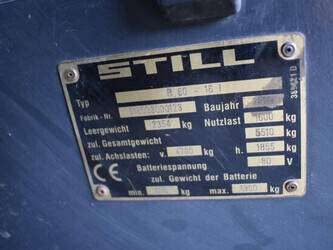 STILL
Typ R 60 - 16 I
Fabrik-Nr.
Baujahr
Leergewicht 2354 kg Nutzlast 1600 kg
zul. Gesamtgewicht 5510 kg
zul. Achslasten: v. kg h. 1855 kg
Batteriespannung 80 V
zul. Gewicht der Batterie
min. kg max. kg